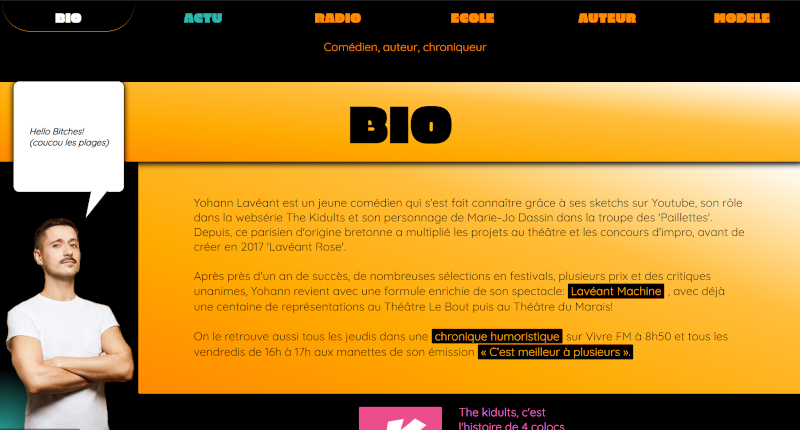 BIO
ACTU
RADIO
ECOLE
AUTEUR
MODELE
Comédien, auteur, chroniqueur
BIO
Hello Bitches!
(coucou les plages)
Yohann Lavéant est un jeune comédien qui s'est fait connaître grâce à ses sketchs sur Youtube, son rôle
dans la websérie The Kidults et son personnage de Marie-Jo Dassin dans la troupe des 'Paillettes'.
Depuis, ce parisien d'origine bretonne a multiplié les projets au théâtre et les concours d'impro, avant de
créer en 2017 'Lavéant Rose'.
Après près d'un an de succès, de nombreuses sélections en festivals, plusieurs prix et des critiques
unanimes, Yohann revient avec une formule enrichie de son spectacle: Lavéant Machine , avec déjà
une centaine de représentations au Théâtre Le Bout puis au Théâtre du Marais!
On le retrouve aussi tous les jeudis dans une chronique humoristique sur Vivre FM à 8h50 et tous les
vendredis de 16h à 17h aux manettes de son émission « C'est meilleur à plusieurs ».
The kidults, c'est
l'histoire de 4 colocs